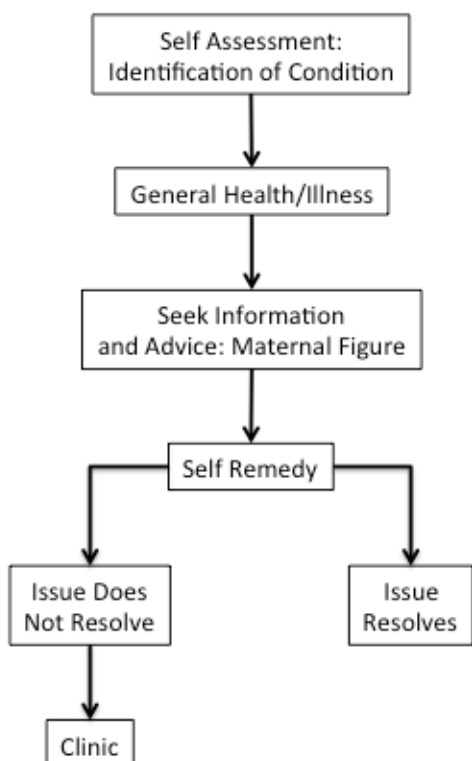 Self Assessment:
Identification of Condition
General Health/Illness
Seek Information
and Advice: Maternal Figure
Self Remedy
Issue Does
Not Resolve
Issue
Resolves
Clinic